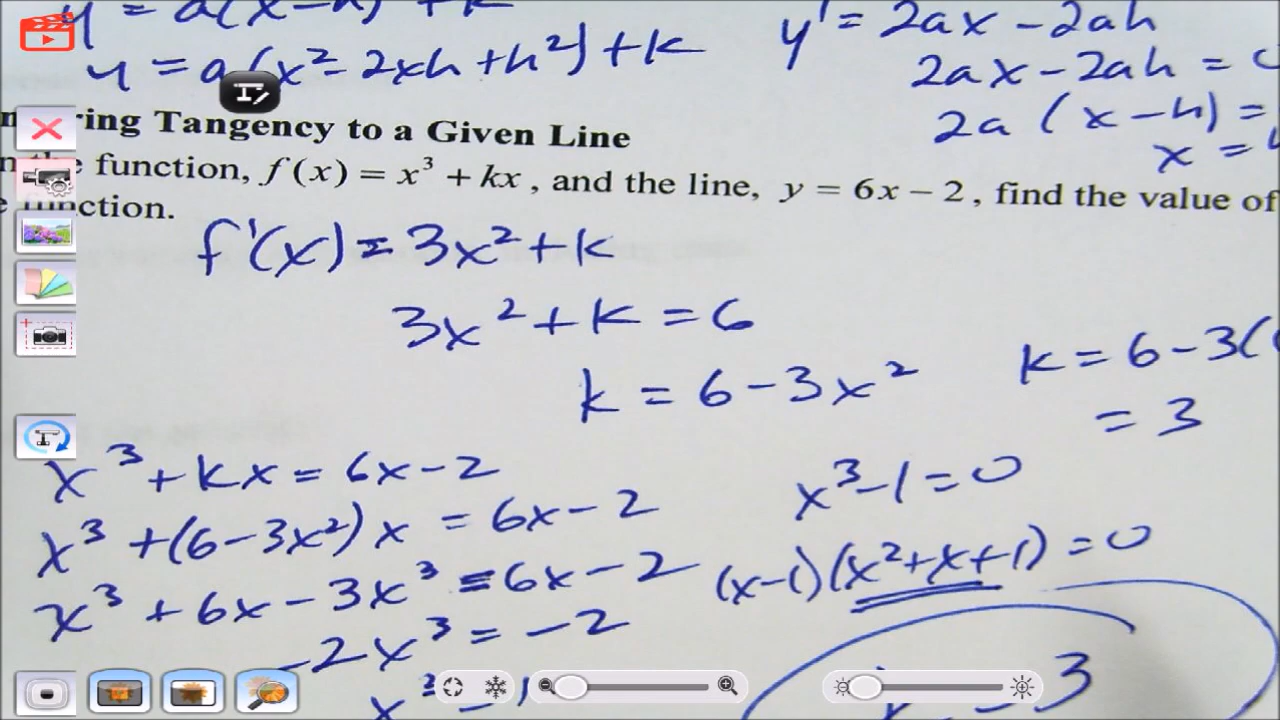 y = a(x-h) + k
y = a(x² - 2xh + h²) + k
y' = 2ax - 2ah
2ax - 2ah =
2a (x - h) =
x =
ring Tangency to a Given Line
the function, f(x) = x³ + kx, and the line, y = 6x - 2, find the value of
function.
f'(x) = 3x² + k
3x² + k = 6
k = 6 - 3x²
k = 6 - 3(
= 3
x³ + kx = 6x - 2
x³ + (6 - 3x²) x = 6x - 2
x³ + 6x - 3x³ = 6x - 2
-2x³ = -2
x³ - 1 = 0
(x-1)(x²+x+1) = 0
3